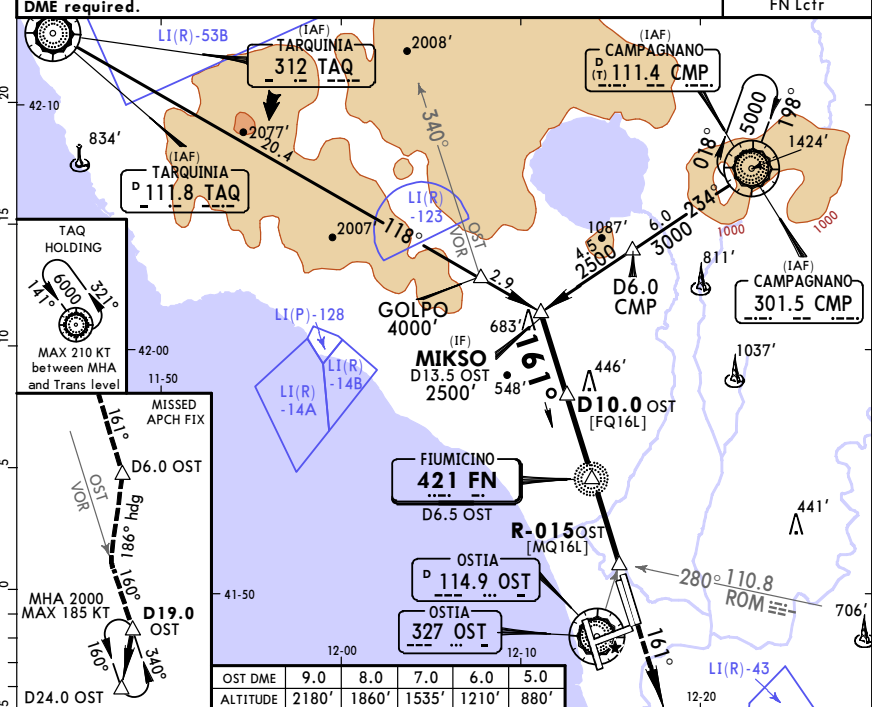 DME required.
FN Lctr
LI(R)-53B
(IAF)
TARQUINIA
312 TAQ
2008'
(IAF)
CAMPAGNANO
D
(T) 111.4 CMP
20
42-10
834'
2077'
20.4
340°
5000
198°
018°
1424'
(IAF)
TARQUINIA
D 111.8 TAQ
LI(R)
-123
234°
6.0
3000
1000
1000
15
2007'
118°
OST
VOR
1087'
4.5
2500
TAQ
HOLDING
6000
141°
321°
MAX 210 KT
between MHA
and Trans level
2.9
D6.0
CMP
811'
(IAF)
CAMPAGNANO
301.5 CMP
GOLPO
4000'
LI(P)-128
683'
(IF)
MIKSO
D13.5 OST
2500'
161°
10
42-00
11-50
LI(R)
-14B
LI(R)
-14A
548'
446'
1037'
D10.0 OST
[FQ16L]
MISSED
APCH FIX
161°
D6.0 OST
OST
VOR
186° hdg
160°
5
FIUMICINO
421 FN
D6.5 OST
441'
R-015 OST
[MQ16L]
OSTIA
D 114.9 OST
280° 110.8
ROM
0
41-50
MHA 2000
MAX 185 KT
D19.0
OST
160°
340°
D24.0 OST
OSTIA
327 OST
706'
161°
12-00
12-10
12-20
LI(R)-43
5
OST DME 9.0 8.0 7.0 6.0 5.0
ALTITUDE 2180' 1860' 1535' 1210' 880'